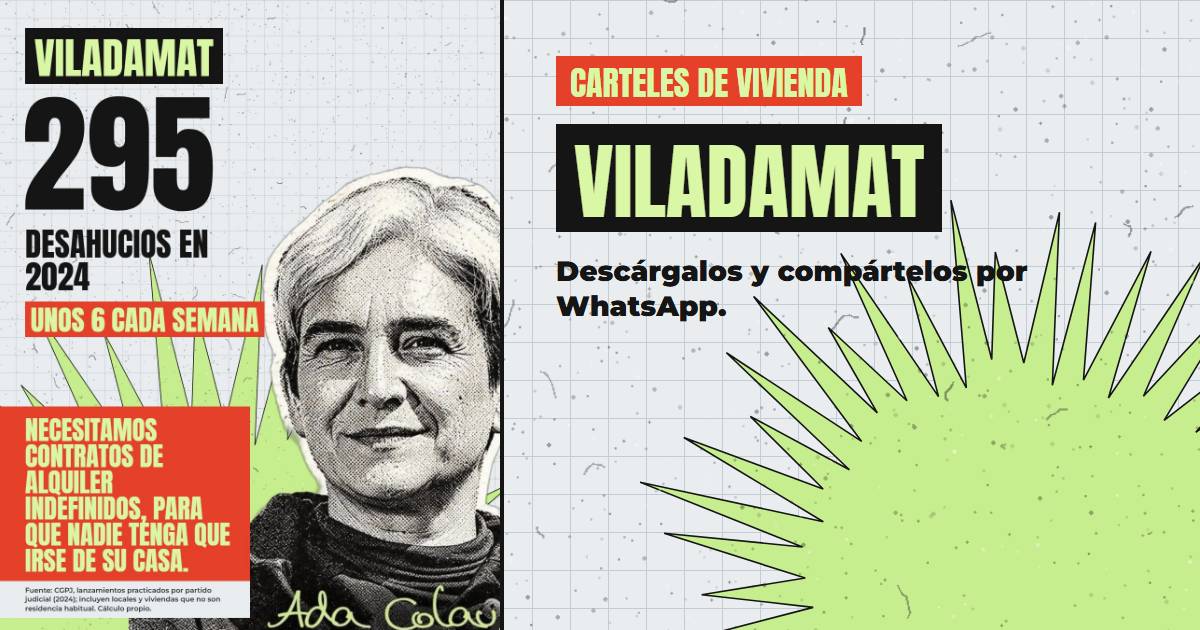 VILADAMAT
295
DESAHUCIOS EN
2024
UNOS 6 CADA SEMANA
NECESITAMOS
CONTRATOS DE
ALQUILER
INDEFINIDOS, PARA
QUE NADIE TENGA QUE
IRSE DE SU CASA.
Fuente: CGPJ, lanzamientos practicados por partido
judicial (2024); incluyen locales y viviendas que no son
residencia habitual. Cálculo propio.
Ada Colau
CARTELES DE VIVIENDA
VILADAMAT
Descárgalos y compártelos por
WhatsApp.